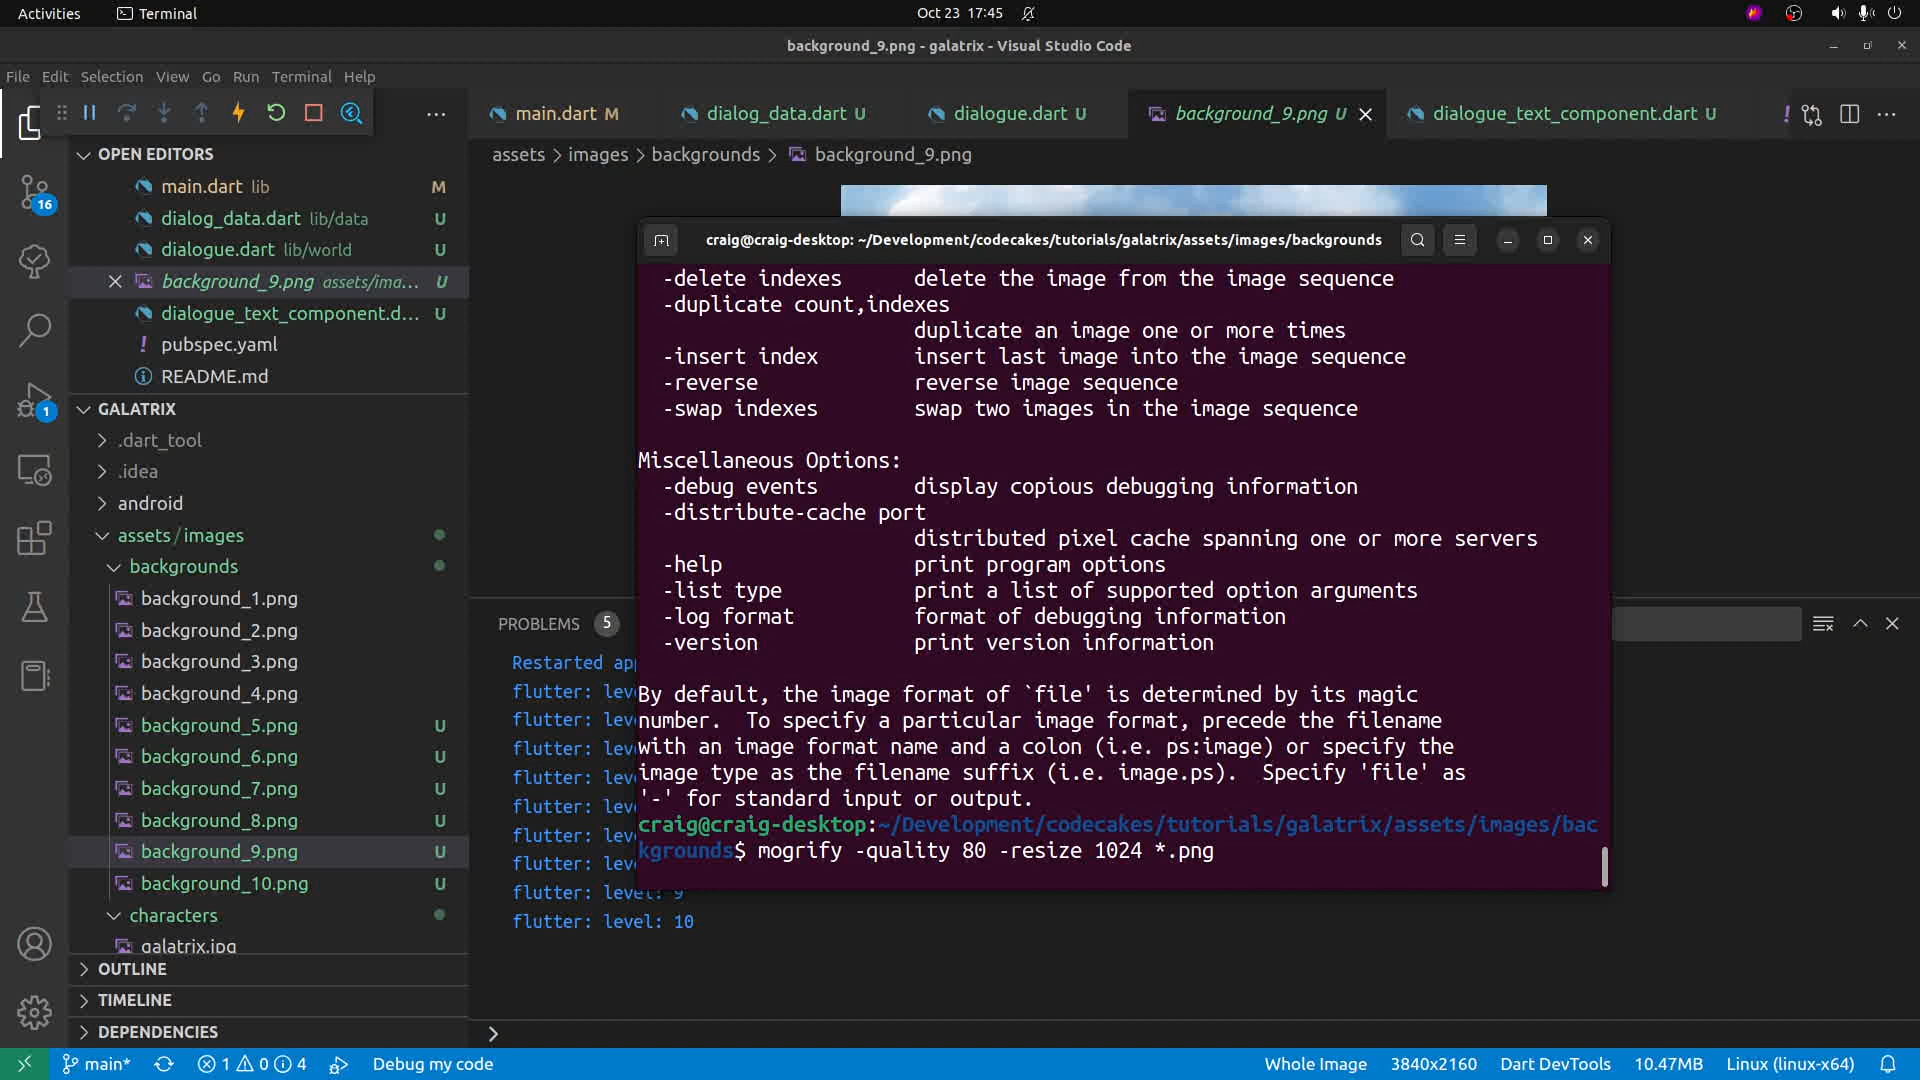 Activities
Terminal
Oct 23 17:45
background_9.png - galatrix - Visual Studio Code
File Edit Selection View Go Run Terminal Help
main.dart M
dialog_data.dart U
dialogue.dart U
background_9.png U
dialogue_text_component.dart U
!
assets > images > backgrounds > background_9.png
OPEN EDITORS
main.dart lib M
dialog_data.dart lib/data U
dialogue.dart lib/world U
background_9.png assets/ima... U
dialogue_text_component.d... U
! pubspec.yaml
README.md
16
1
GALATRIX
.dart_tool
.idea
android
assets/images
backgrounds
background_1.png
background_2.png
background_3.png
background_4.png
background_5.png U
background_6.png U
background_7.png U
background_8.png U
background_9.png U
background_10.png U
characters
galatrix.jpg
OUTLINE
TIMELINE
DEPENDENCIES
craig@craig-desktop: ~/Development/codecakes/tutorials/galatrix/assets/images/backgrounds
-delete indexes delete the image from the image sequence
-duplicate count,indexes
duplicate an image one or more times
-insert index insert last image into the image sequence
-reverse reverse image sequence
-swap indexes swap two images in the image sequence
Miscellaneous Options:
-debug events display copious debugging information
-distribute-cache port
distributed pixel cache spanning one or more servers
-help print program options
-list type print a list of supported option arguments
-log format format of debugging information
-version print version information
By default, the image format of `file' is determined by its magic
number. To specify a particular image format, precede the filename
with an image format name and a colon (i.e. ps:image) or specify the
image type as the filename suffix (i.e. image.ps). Specify 'file' as
'-' for standard input or output.
craig@craig-desktop:~/Development/codecakes/tutorials/galatrix/assets/images/bac
kgrounds$ mogrify -quality 80 -resize 1024 *.png
PROBLEMS 5
Restarted
flutter:
flutter:
flutter:
flutter:
flutter:
flutter:
flutter:
flutter: level: 9
flutter: level: 10
main* 1 0 4 Debug my code
Whole Image 3840x2160 Dart DevTools 10.47MB Linux (linux-x64)